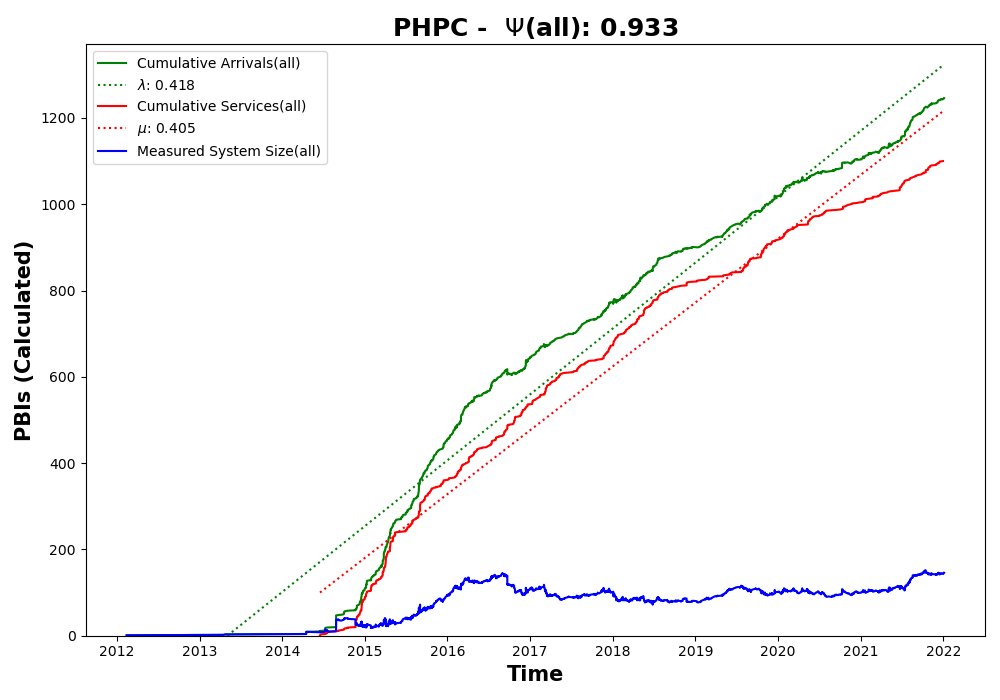 PHPC -  Ψ(all): 0.933
Cumulative Arrivals(all)
λ: 0.418
Cumulative Services(all)
μ: 0.405
Measured System Size(all)
PBIs (Calculated)
1200
1000
800
600
400
200
0
2012 2013 2014 2015 2016 2017 2018 2019 2020 2021 2022
Time